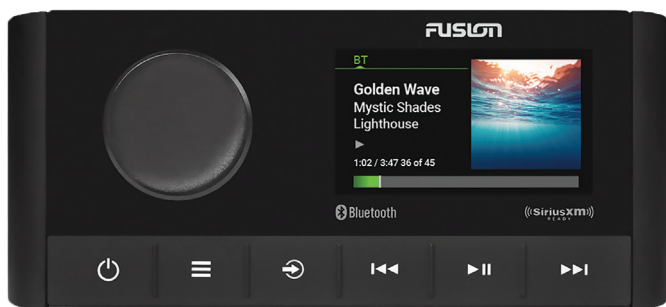 FUSION
BT
Golden Wave
Mystic Shades
Lighthouse
1:02 / 3:47 36 of 45
Bluetooth
((SiriusXM))
READY